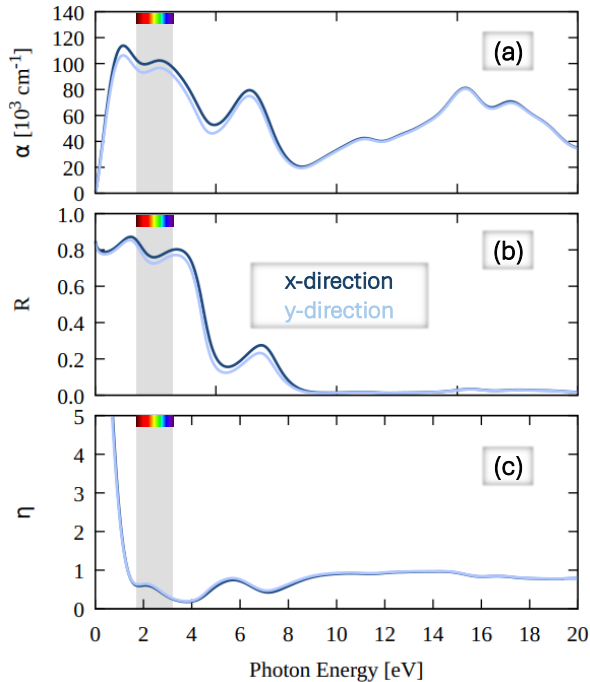 140
120
100
80
60
40
20
0
α [10³ cm⁻¹]
(a)
1.0
0.8
0.6
0.4
0.2
0.0
R
(b)
x-direction
y-direction
5
4
3
2
1
0
η
(c)
0 2 4 6 8 10 12 14 16 18 20
Photon Energy [eV]